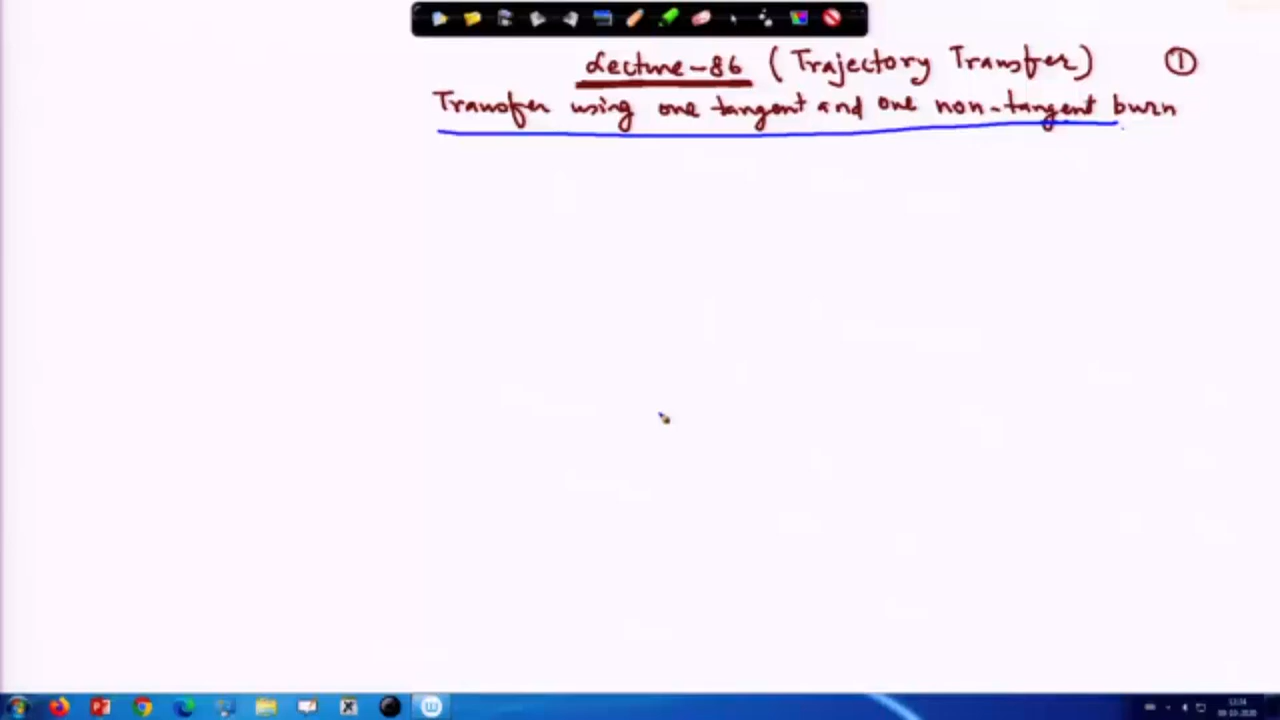 Lecture-86 (Trajectory Transfer) ①
Transfer using one tangent and one non-tangent burn